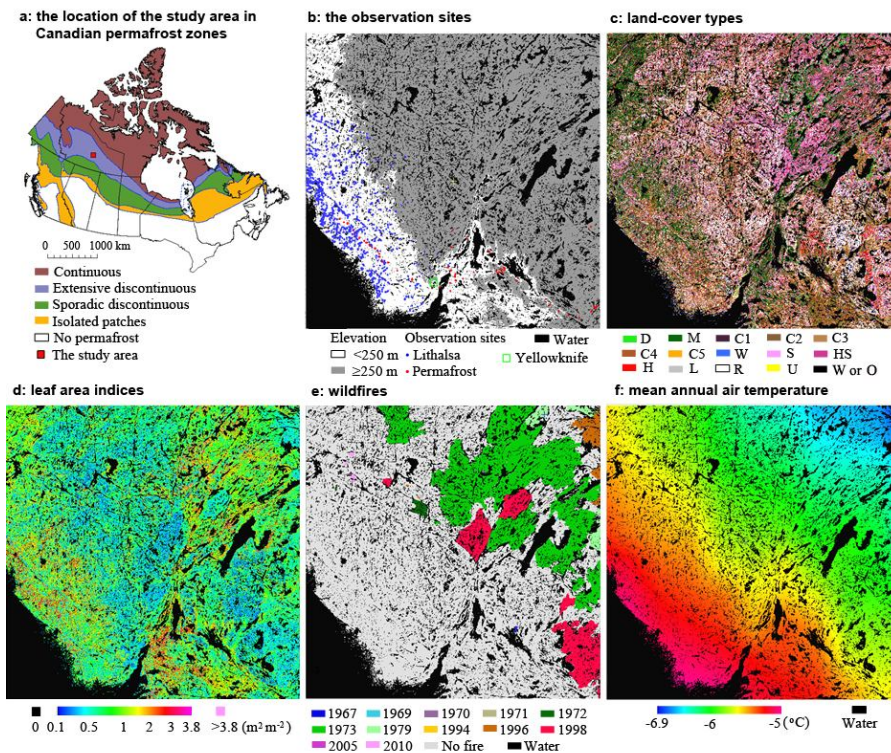 a: the location of the study area in
Canadian permafrost zones
0 500 1000 km
Continuous
Extensive discontinuous
Sporadic discontinuous
Isolated patches
No permafrost
The study area
b: the observation sites
Elevation Observation sites Water
<250 m Lithalsa
≥250 m Permafrost Yellowknife
c: land-cover types
D M C1 C2 C3
C4 C5 W S HS
H L R U W or O
d: leaf area indices
0 0.1 0.5 1 2 3.8 >3.8 (m² m⁻²)
e: wildfires
1967 1969 1970 1971 1972
1973 1979 1994 1996 1998
2005 2010 No fire Water
f: mean annual air temperature
-6.9 -6 -5 (°C) Water